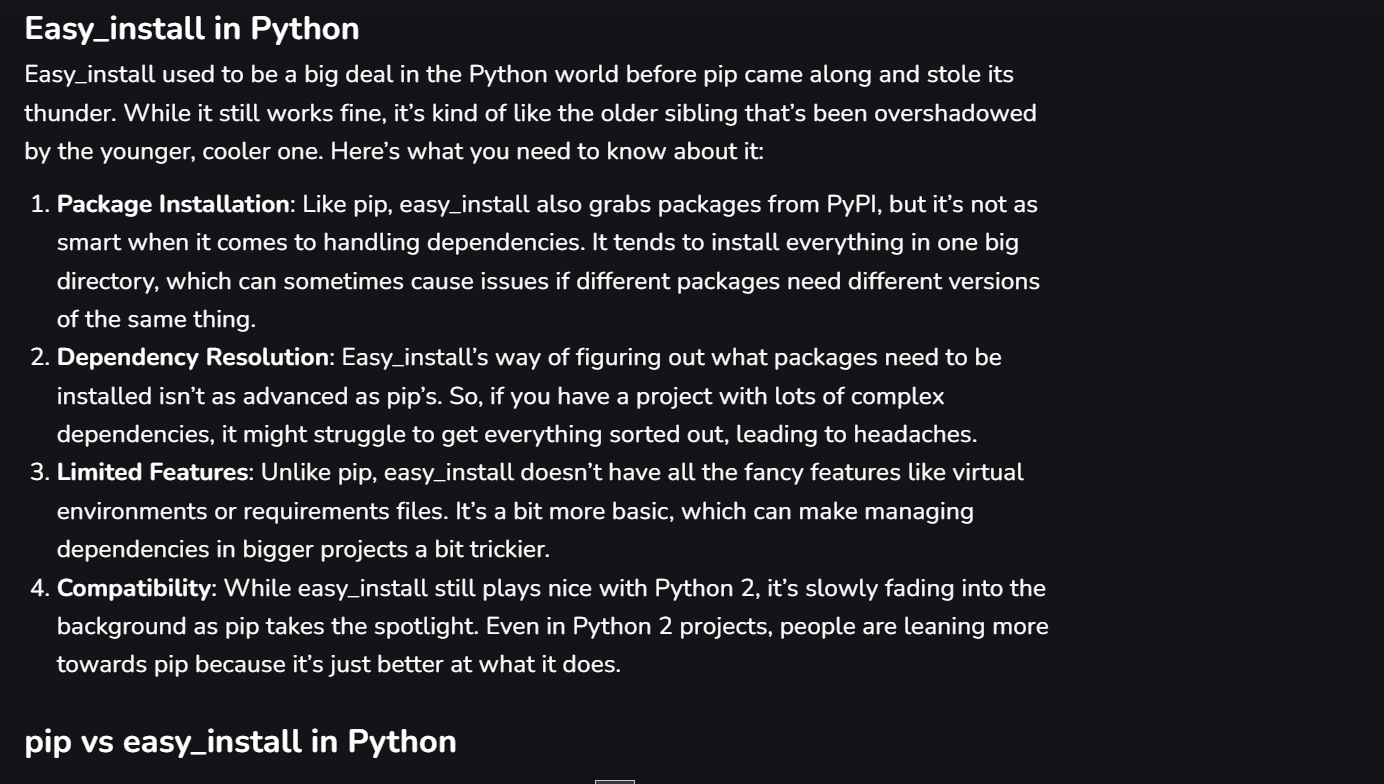 Easy_install in Python
Easy_install used to be a big deal in the Python world before pip came along and stole its
thunder. While it still works fine, it’s kind of like the older sibling that’s been overshadowed
by the younger, cooler one. Here’s what you need to know about it:
1. Package Installation: Like pip, easy_install also grabs packages from PyPI, but it’s not as
smart when it comes to handling dependencies. It tends to install everything in one big
directory, which can sometimes cause issues if different packages need different versions
of the same thing.
2. Dependency Resolution: Easy_install’s way of figuring out what packages need to be
installed isn’t as advanced as pip’s. So, if you have a project with lots of complex
dependencies, it might struggle to get everything sorted out, leading to headaches.
3. Limited Features: Unlike pip, easy_install doesn’t have all the fancy features like virtual
environments or requirements files. It’s a bit more basic, which can make managing
dependencies in bigger projects a bit trickier.
4. Compatibility: While easy_install still plays nice with Python 2, it’s slowly fading into the
background as pip takes the spotlight. Even in Python 2 projects, people are leaning more
towards pip because it’s just better at what it does.
pip vs easy_install in Python